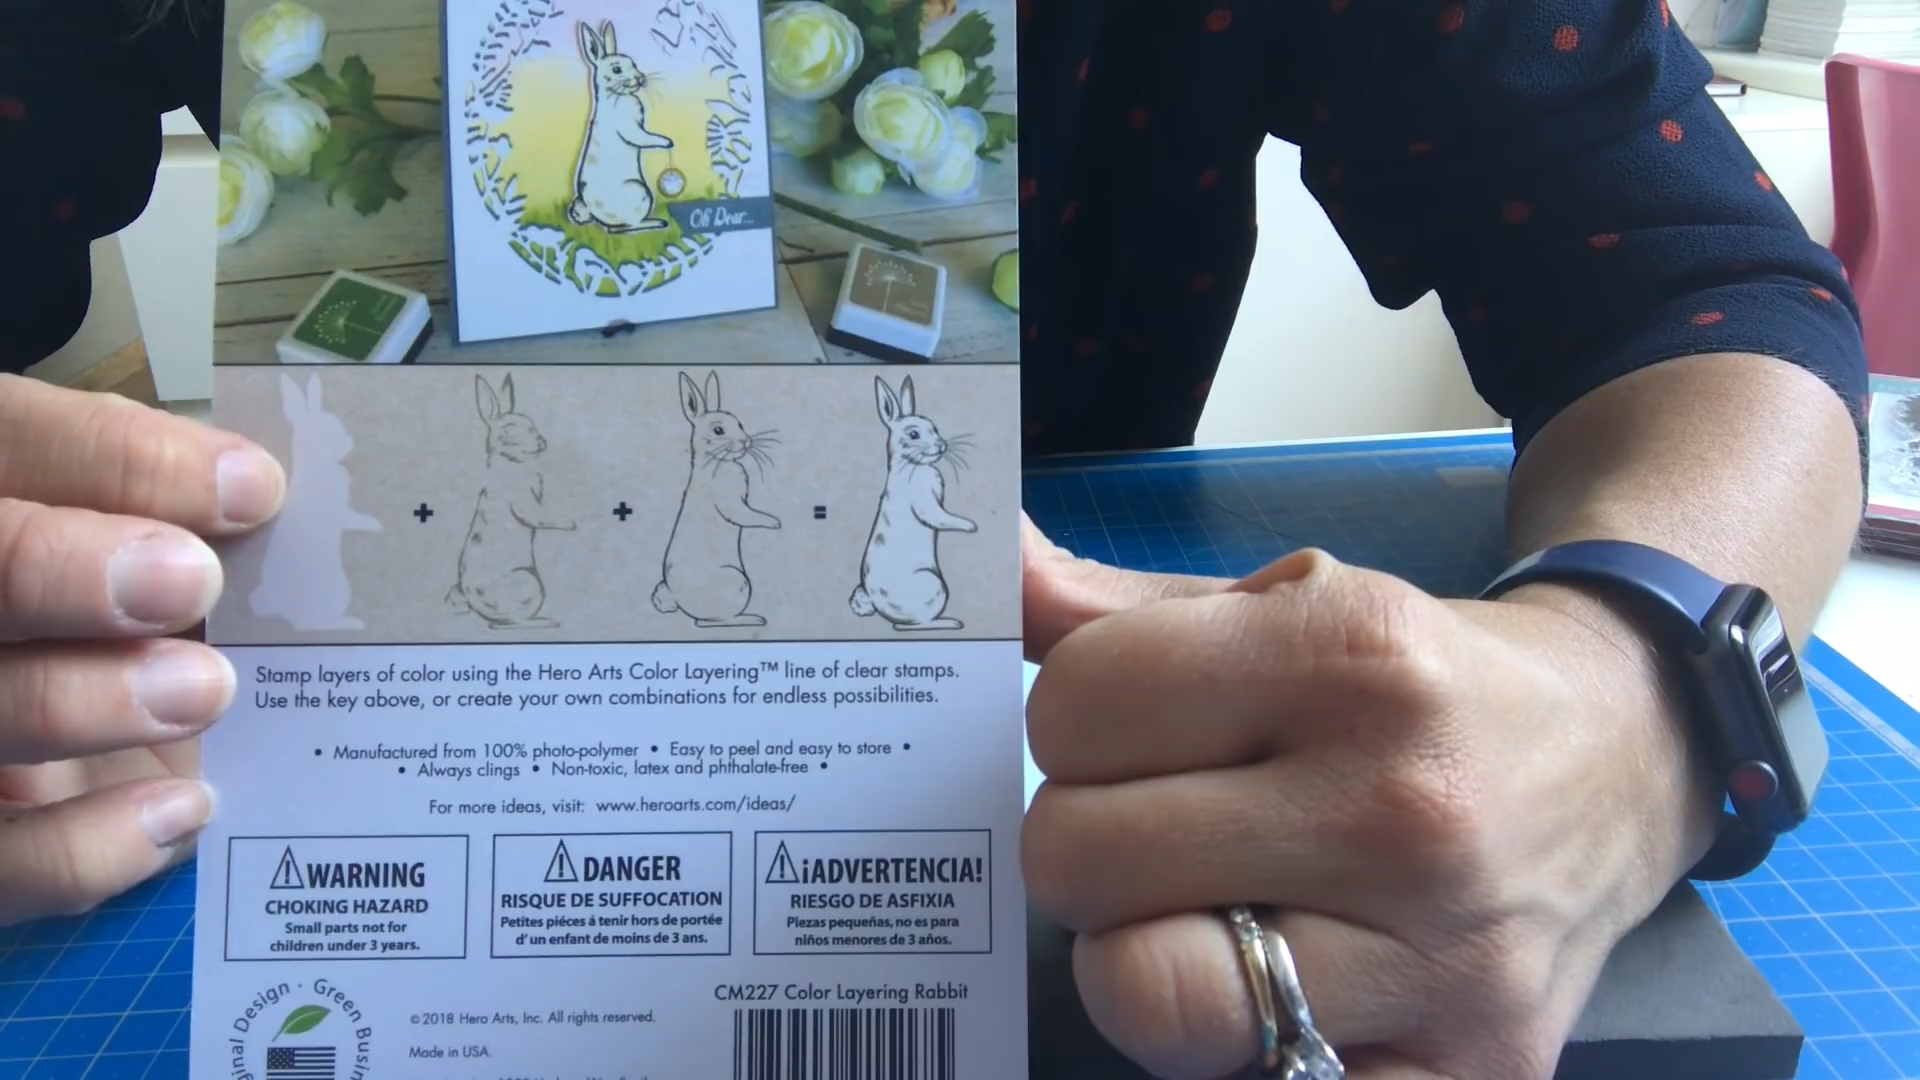 Oh Dear...
+ + =
Stamp layers of color using the Hero Arts Color Layering™ line of clear stamps.
Use the key above, or create your own combinations for endless possibilities.
• Manufactured from 100% photo-polymer • Easy to peel and easy to store •
• Always clings • Non-toxic, latex and phthalate-free •
For more ideas, visit: www.heroarts.com/ideas/
WARNING
CHOKING HAZARD
Small parts not for
children under 3 years.
DANGER
RISQUE DE SUFFOCATION
Petites piéces á tenir hors de portée
d'un enfant de moins de 3 ans.
¡ADVERTENCIA!
RIESGO DE ASFIXIA
Piezas pequeñas, no es para
niños menores de 3 años.
CM227 Color Layering Rabbit
Design · Green
© 2018 Hero Arts, Inc. All rights reserved.
Made in USA.